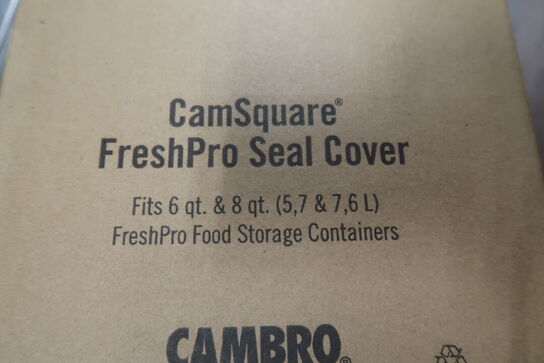 CamSquare®
FreshPro Seal Cover
Fits 6 qt. & 8 qt. (5,7 & 7,6 L)
FreshPro Food Storage Containers
CAMBRO®